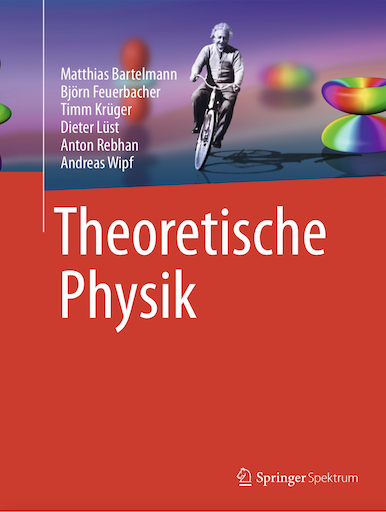 Matthias Bartelmann
Björn Feuerbacher
Timm Krüger
Dieter Lüst
Anton Rebhan
Andreas Wipf
Theoretische
Physik
Springer Spektrum